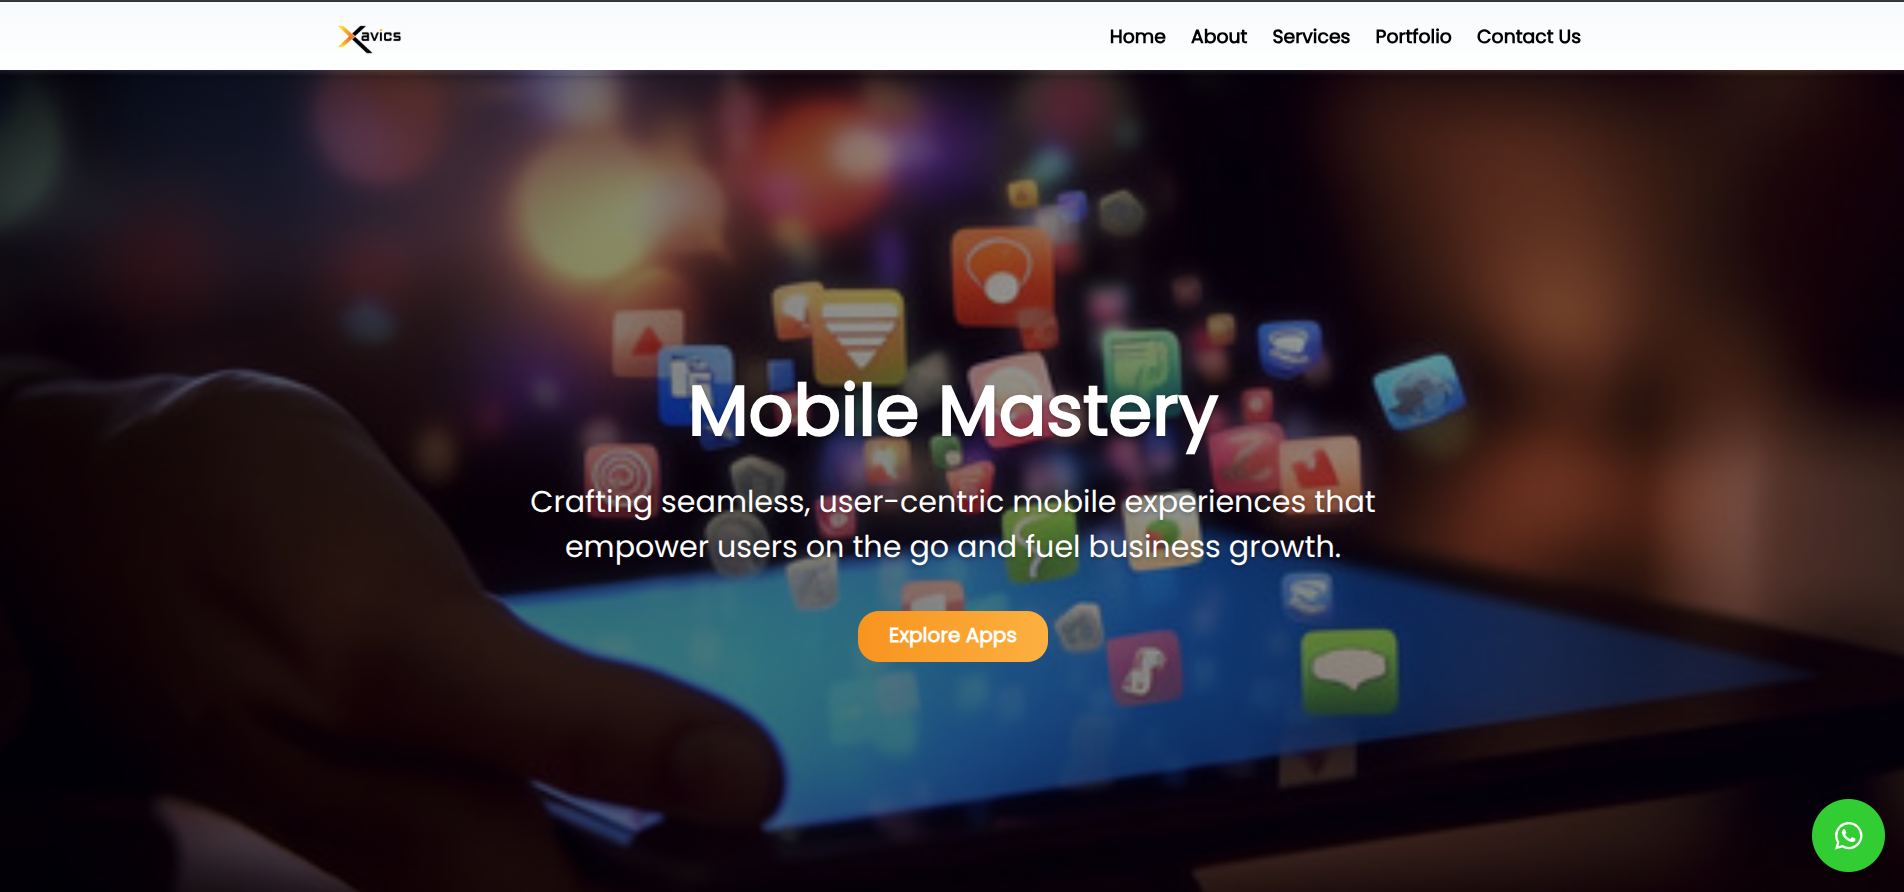 Xavics
Home About Services Portfolio Contact Us
Mobile Mastery
Crafting seamless, user-centric mobile experiences that
empower users on the go and fuel business growth.
Explore Apps